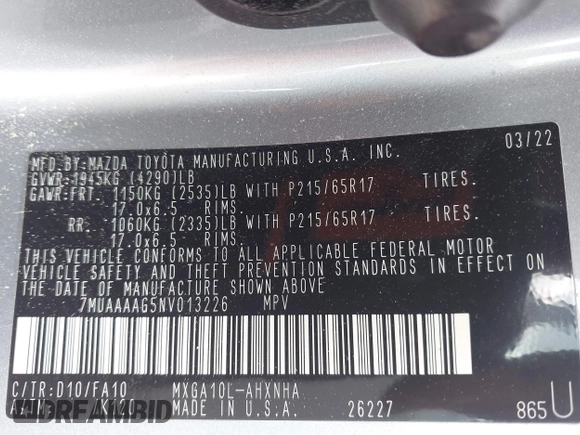 MFD.BY:MAZDA TOYOTA MANUFACTURING U.S.A. INC. 03/22
GVWR:1945KG (4290)LB
GAWR:FRT. 1150KG (2535)LB WITH P215/65R17 TIRES.
17.0x6.5 RIMS.
RR. 1060KG (2335)LB WITH P215/65R17 TIRES.
17.0x6.5 RIMS.
THIS VEHICLE CONFORMS TO ALL APPLICABLE FEDERAL MOTOR
VEHICLE SAFETY AND THEFT PREVENTION STANDARDS IN EFFECT ON
THE DATE OF MANUFACTURE SHOWN ABOVE.
7MUAAAAG5NV013226 MPV
C/TR:D10/FA10 MXGA10L-AHXNHA
K120 MADE IN U.S.A. 26227 865 U
DREAMBID